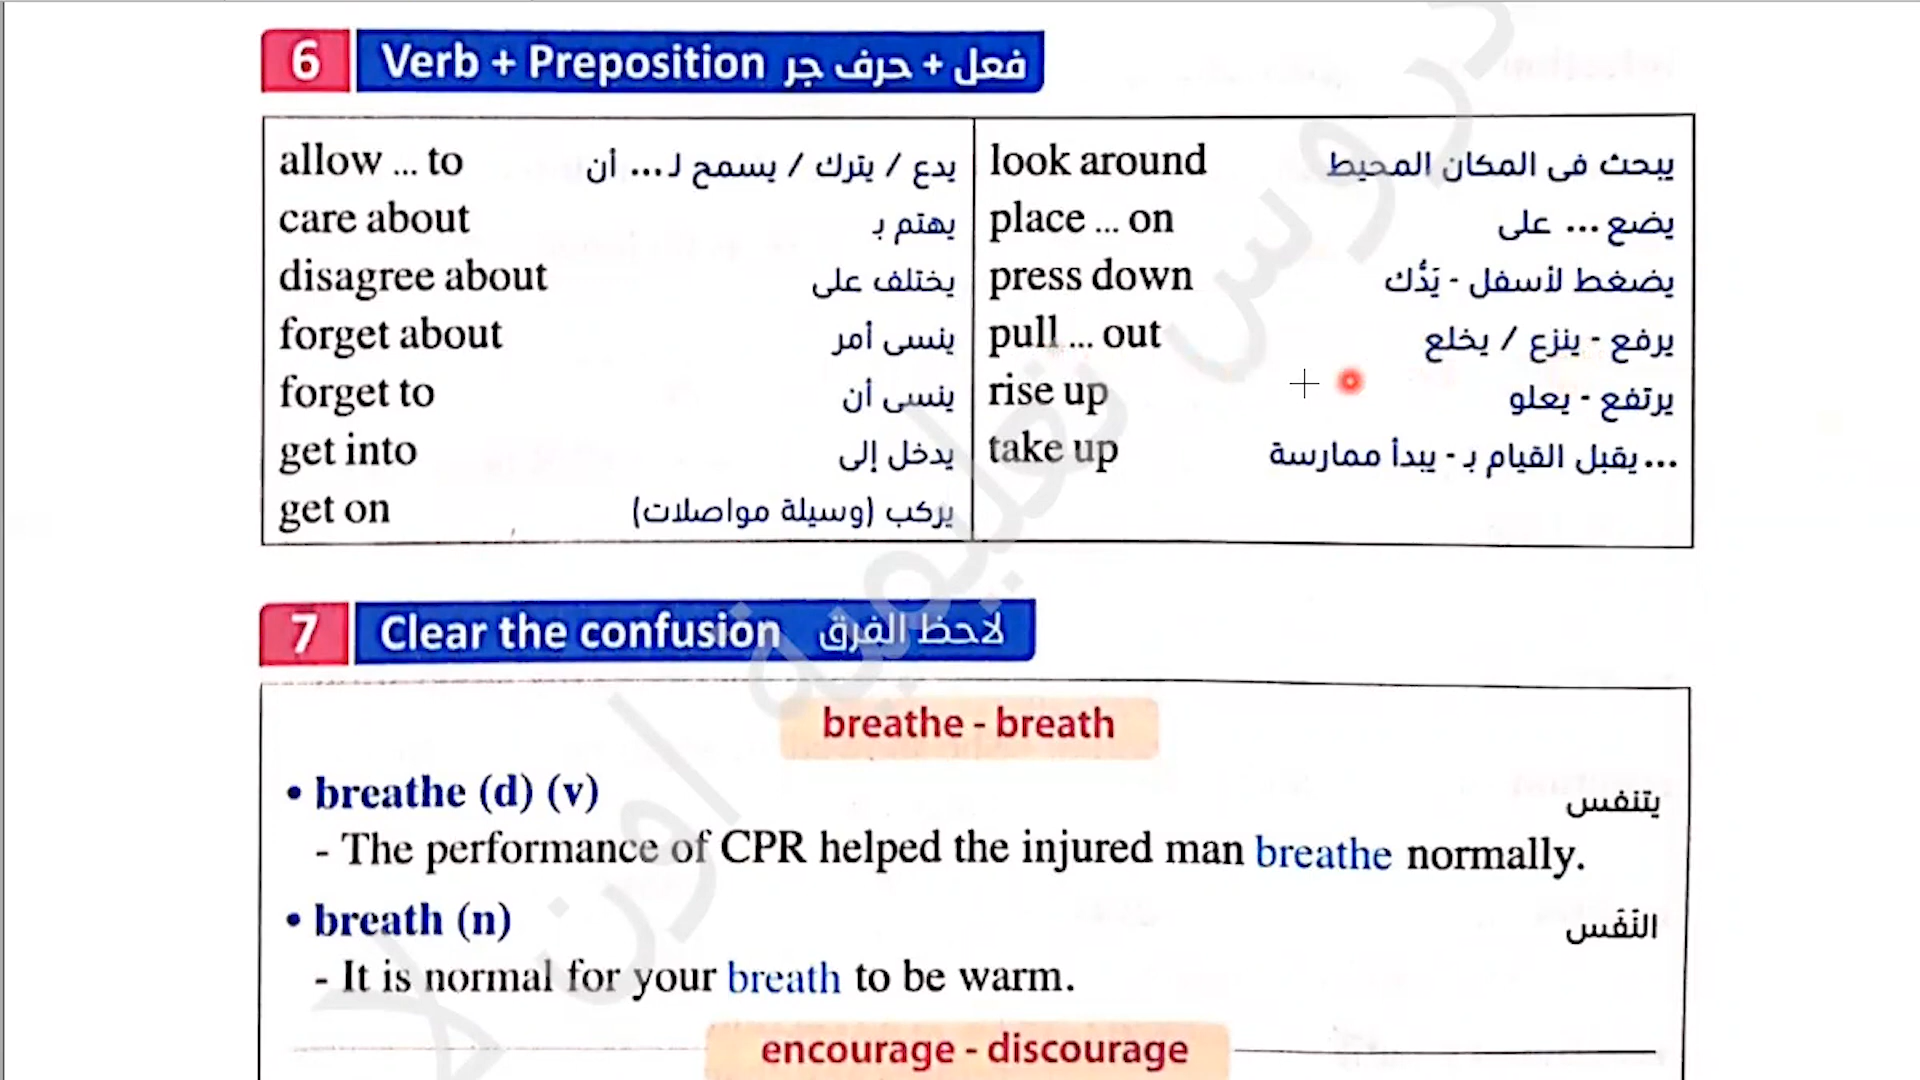 6 Verb + Preposition فعل + حرف جر
allow ... to يدع / يترك / يسمح لـ ... أن
care about يهتم بـ
disagree about يختلف على
forget about ينسى أمر
forget to ينسى أن
get into يدخل إلى
get on يركب (وسيلة مواصلات)
look around يبحث فى المكان المحيط
place ... on يضع ... على
press down يضغط لأسفل - يَدُّك
pull ... out يرفع - ينزع / يخلع
rise up يرتفع - يعلو
take up يقبل القيام بـ - يبدأ ممارسة ...
7 Clear the confusion لاحظ الفرق
breathe - breath
• breathe (d) (v) يتنفس
- The performance of CPR helped the injured man breathe normally.
• breath (n) النَفَس
- It is normal for your breath to be warm.
encourage - discourage